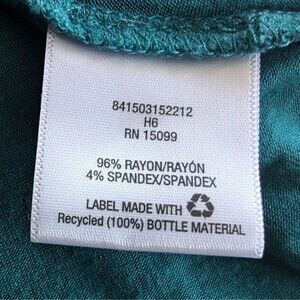 841503152212
H6
RN 15099
96% RAYON/RAYÓN
4% SPANDEX/SPANDEX
LABEL MADE WITH
Recycled (100%) BOTTLE MATERIAL